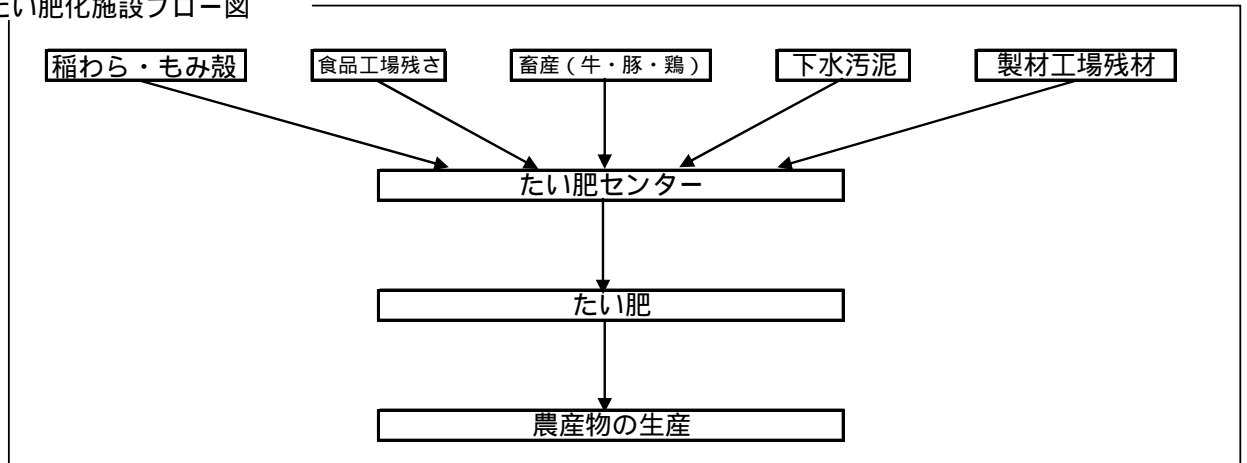 たい肥化施設フロー図
稲わら・もみ殻
食品工場残さ
畜産(牛・豚・鶏)
下水汚泥
製材工場残材
たい肥センター
たい肥
農産物の生産